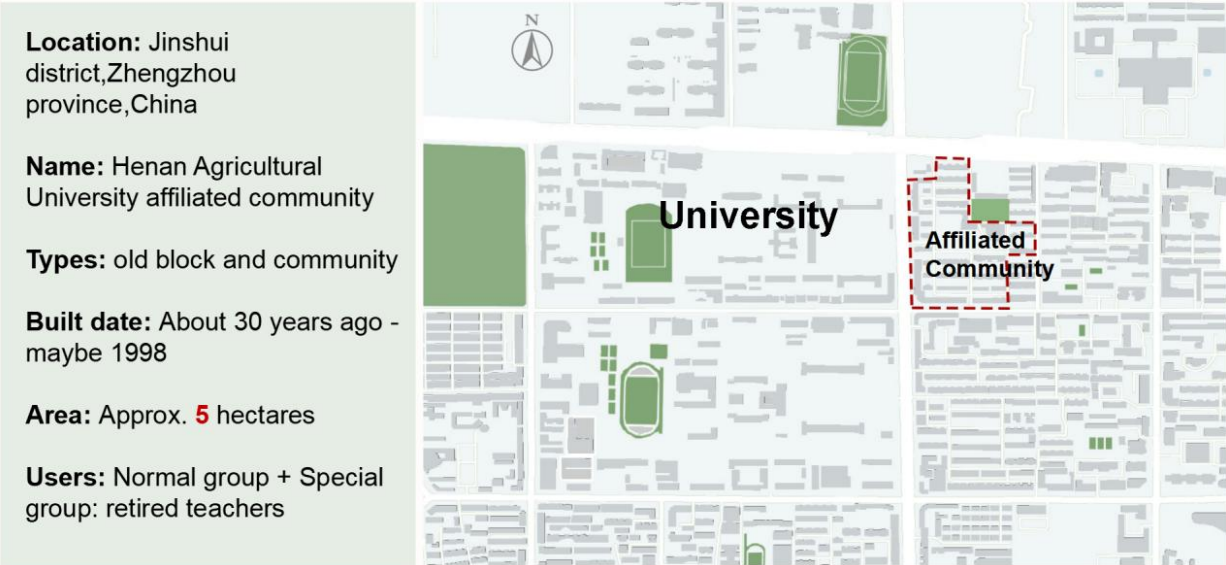 Location: Jinshui
district,Zhengzhou
province,China
Name: Henan Agricultural
University affiliated community
Types: old block and community
Built date: About 30 years ago -
maybe 1998
Area: Approx. 5 hectares
Users: Normal group + Special
group: retired teachers
N
University
Affiliated
Community